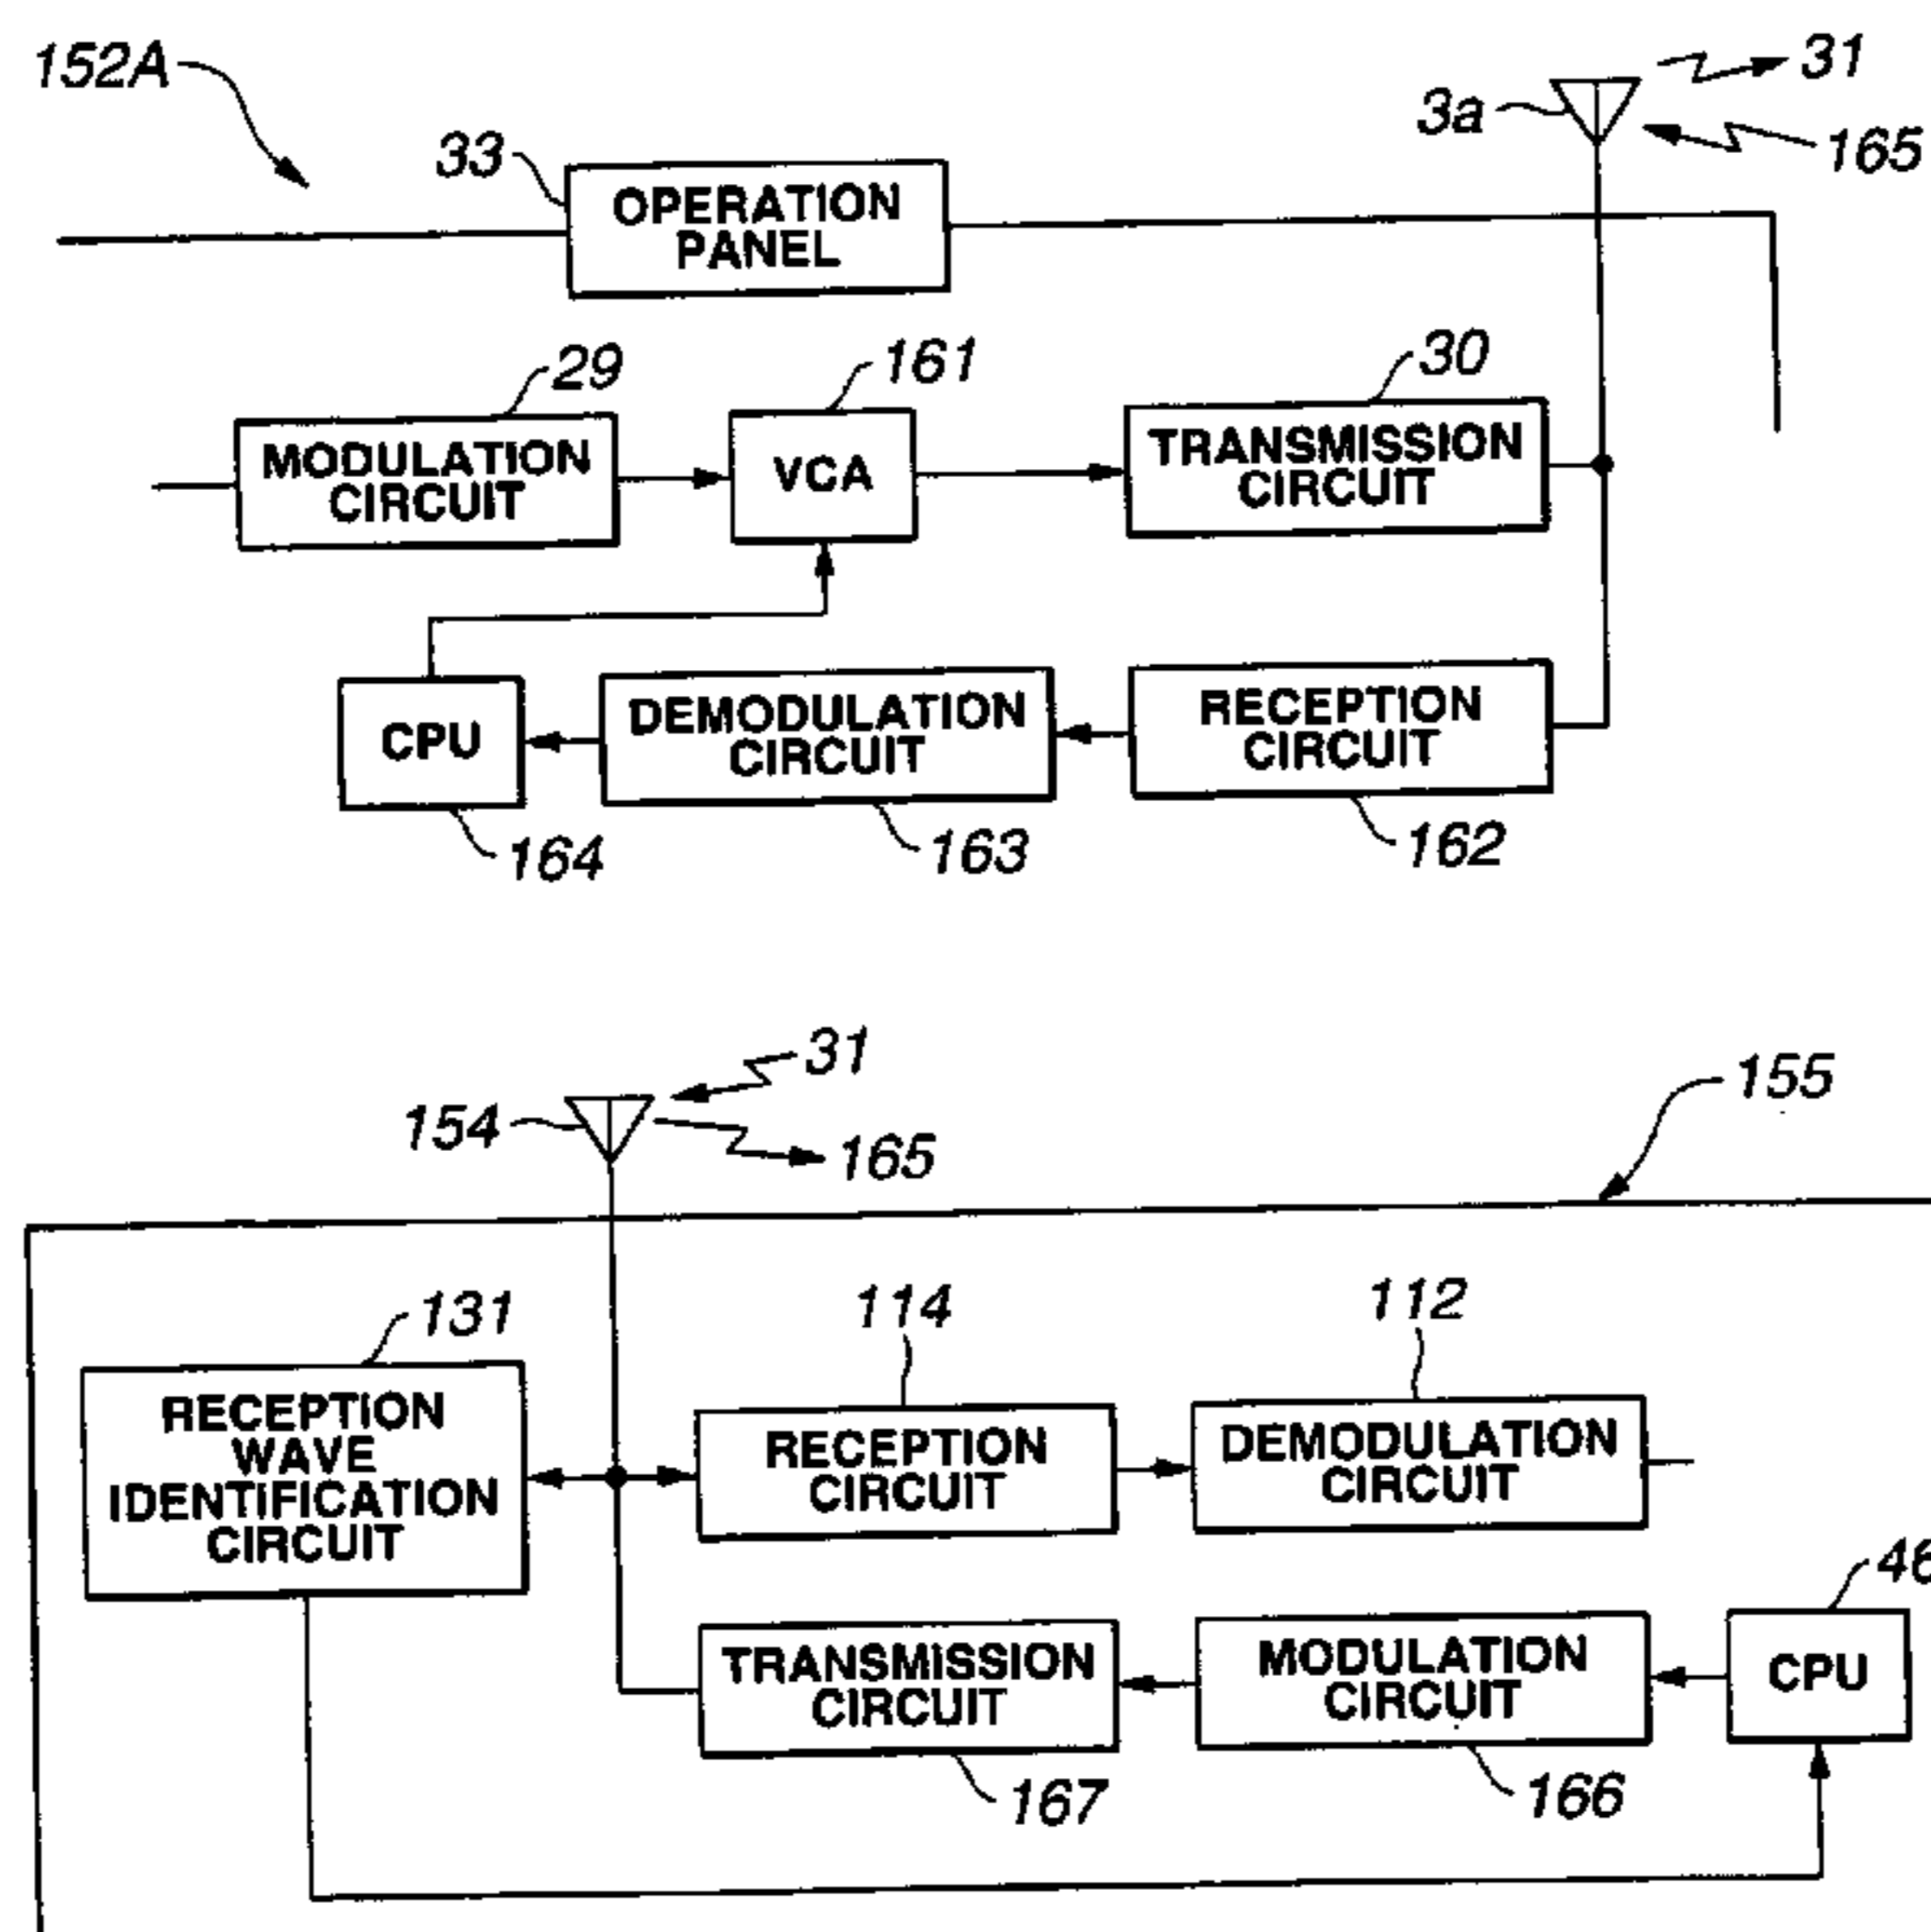 152A
31
3a
165
33
OPERATION
PANEL
29
161
30
MODULATION
CIRCUIT
VCA
TRANSMISSION
CIRCUIT
CPU
DEMODULATION
CIRCUIT
RECEPTION
CIRCUIT
164
163
162
31
154
165
155
131
114
112
RECEPTION
WAVE
IDENTIFICATION
CIRCUIT
RECEPTION
CIRCUIT
DEMODULATION
CIRCUIT
46
TRANSMISSION
CIRCUIT
MODULATION
CIRCUIT
CPU
167
166